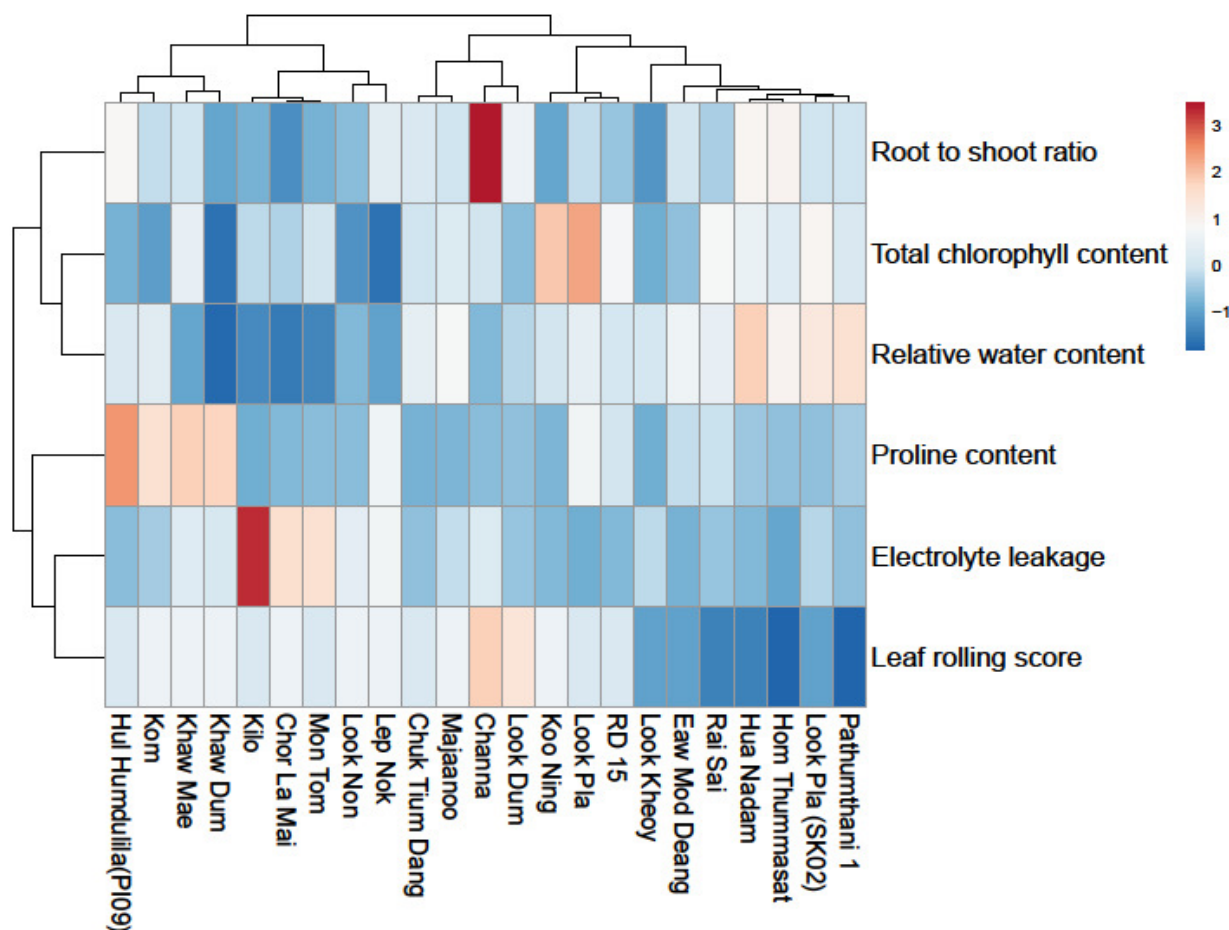 3
Root to shoot ratio
2
1
Total chlorophyll content
0
−1
Relative water content
Proline content
Electrolyte leakage
Leaf rolling score
Hul Humdulila(PI09)
Kom
Khaw Mae
Khaw Dum
Kilo
Chor La Mai
Mon Tom
Look Non
Lep Nok
Chuk Tium Dang
Majaanoo
Channa
Look Dum
Koo Ning
Look Pla
RD 15
Look Kheoy
Eaw Mod Deang
Rai Sai
Hua Nadam
Hom Thummasat
Look Pla (SK02)
Pathumthani 1